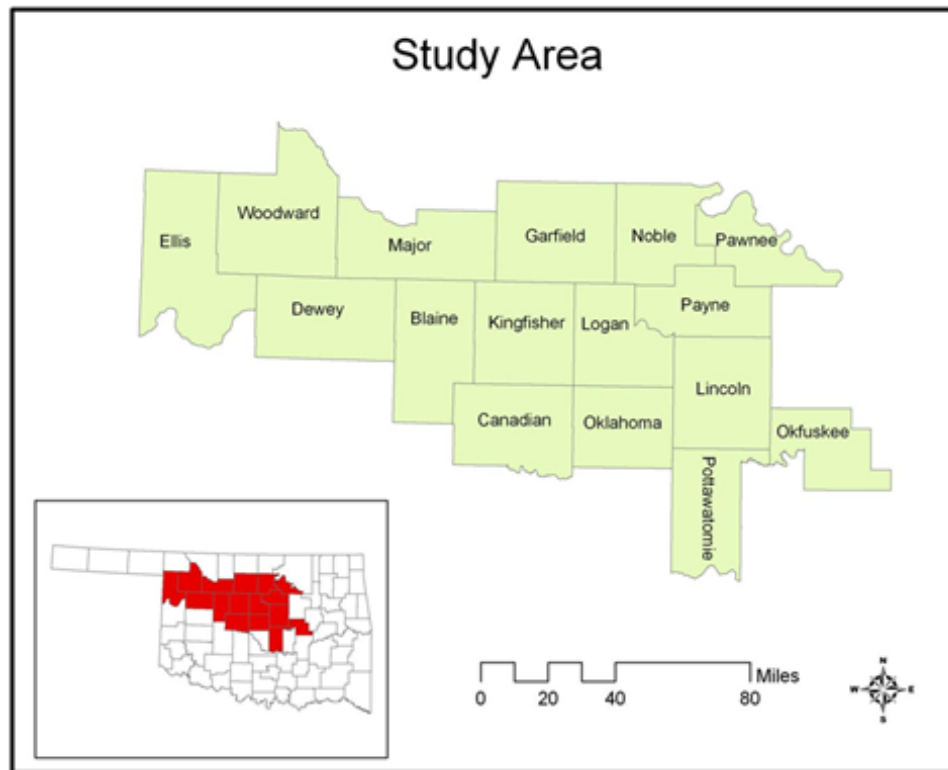 Study Area
Woodward
Ellis
Major
Garfield
Noble
Pawnee
Dewey
Blaine
Kingfisher
Logan
Payne
Lincoln
Canadian
Oklahoma
Okfuskee
Pottawatomie
Miles
0 20 40 80
N
W E
S